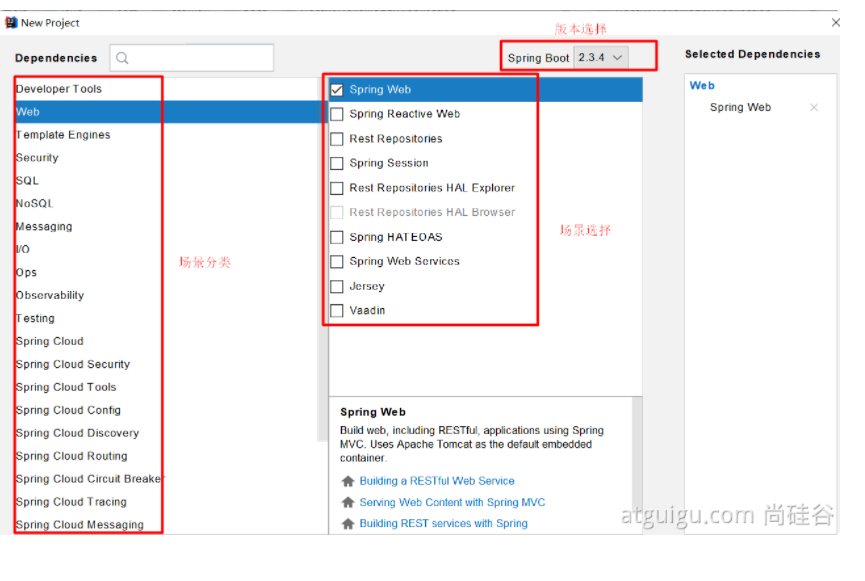 New Project
版本选择
Dependencies
Spring Boot 2.3.4
Selected Dependencies
Developer Tools
Web
Template Engines
Security
SQL
NoSQL
Messaging
I/O
Ops
Observability
Testing
Spring Cloud
Spring Cloud Security
Spring Cloud Tools
Spring Cloud Config
Spring Cloud Discovery
Spring Cloud Routing
Spring Cloud Circuit Breaker
Spring Cloud Tracing
Spring Cloud Messaging
场景分类
Spring Web
Spring Reactive Web
Rest Repositories
Spring Session
Rest Repositories HAL Explorer
Rest Repositories HAL Browser
Spring HATEOAS
Spring Web Services
Jersey
Vaadin
场景选择
Spring Web
Build web, including RESTful, applications using Spring
MVC. Uses Apache Tomcat as the default embedded
container.
Building a RESTful Web Service
Serving Web Content with Spring MVC
Building REST services with Spring
Web
Spring Web
atguigu.com 尚硅谷